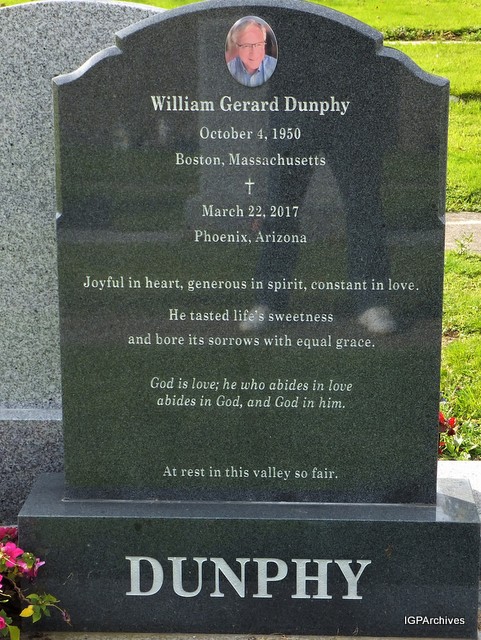 William Gerard Dunphy
October 4, 1950
Boston, Massachusetts
March 22, 2017
Phoenix, Arizona
Joyful in heart, generous in spirit, constant in love.
He tasted life's sweetness
and bore its sorrows with equal grace.
God is love; he who abides in love
abides in God, and God in him.
At rest in this valley so fair.
DUNPHY
IGPArchives